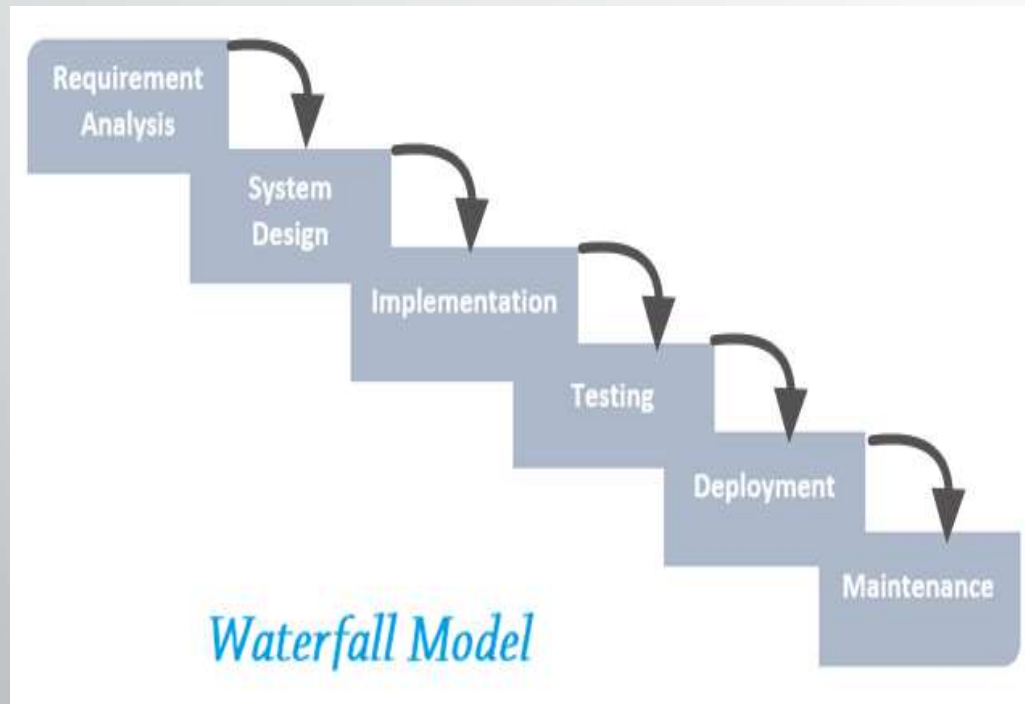 Requirement
Analysis
System
Design
Implementation
Testing
Deployment
Maintenance
Waterfall Model